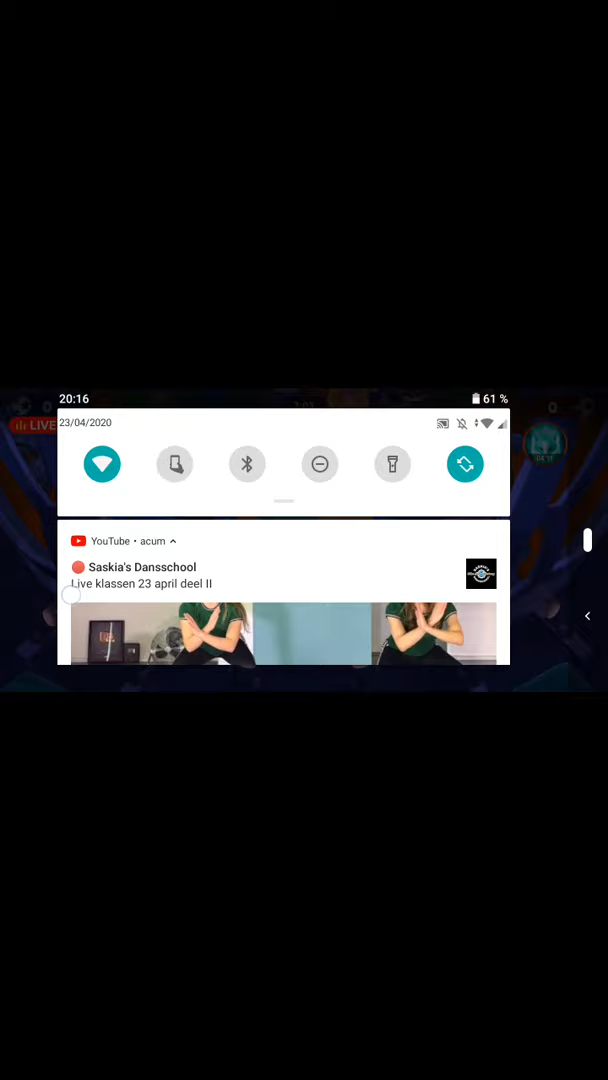 20:16
61 %
LIVE
23/04/2020
YouTube • acum
Saskia's Dansschool
Live klassen 23 april deel II